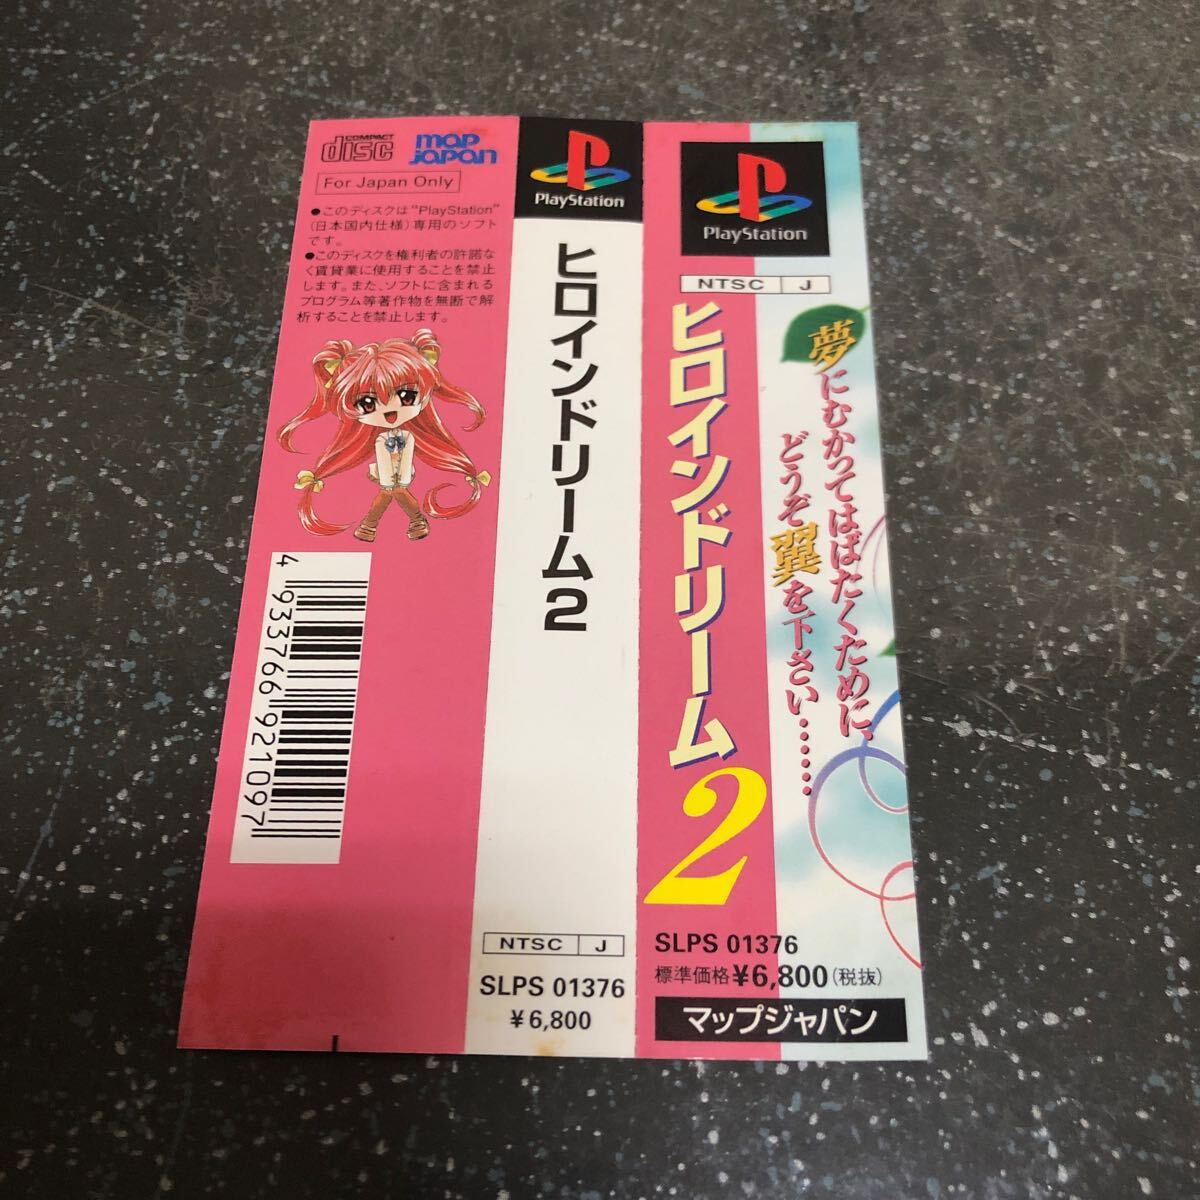 COMPACT
disc
map
japan
For Japan Only
●このディスクは“PlayStation”
(日本国内仕様)専用のソフト
です。
●このディスクを権利者の許諾な
く賃貸業に使用することを禁止
します。また、ソフトに含まれる
プログラム等著作物を無断で解
析することを禁止します。
4933766921097
PlayStation
ヒロインドリーム2
NTSC J
SLPS 01376
¥6,800
PlayStation
NTSC J
ヒロインドリーム2
夢にむかってはばたくために、
どうぞ翼を下さい……
SLPS 01376
標準価格¥6,800(税抜)
マップジャパン